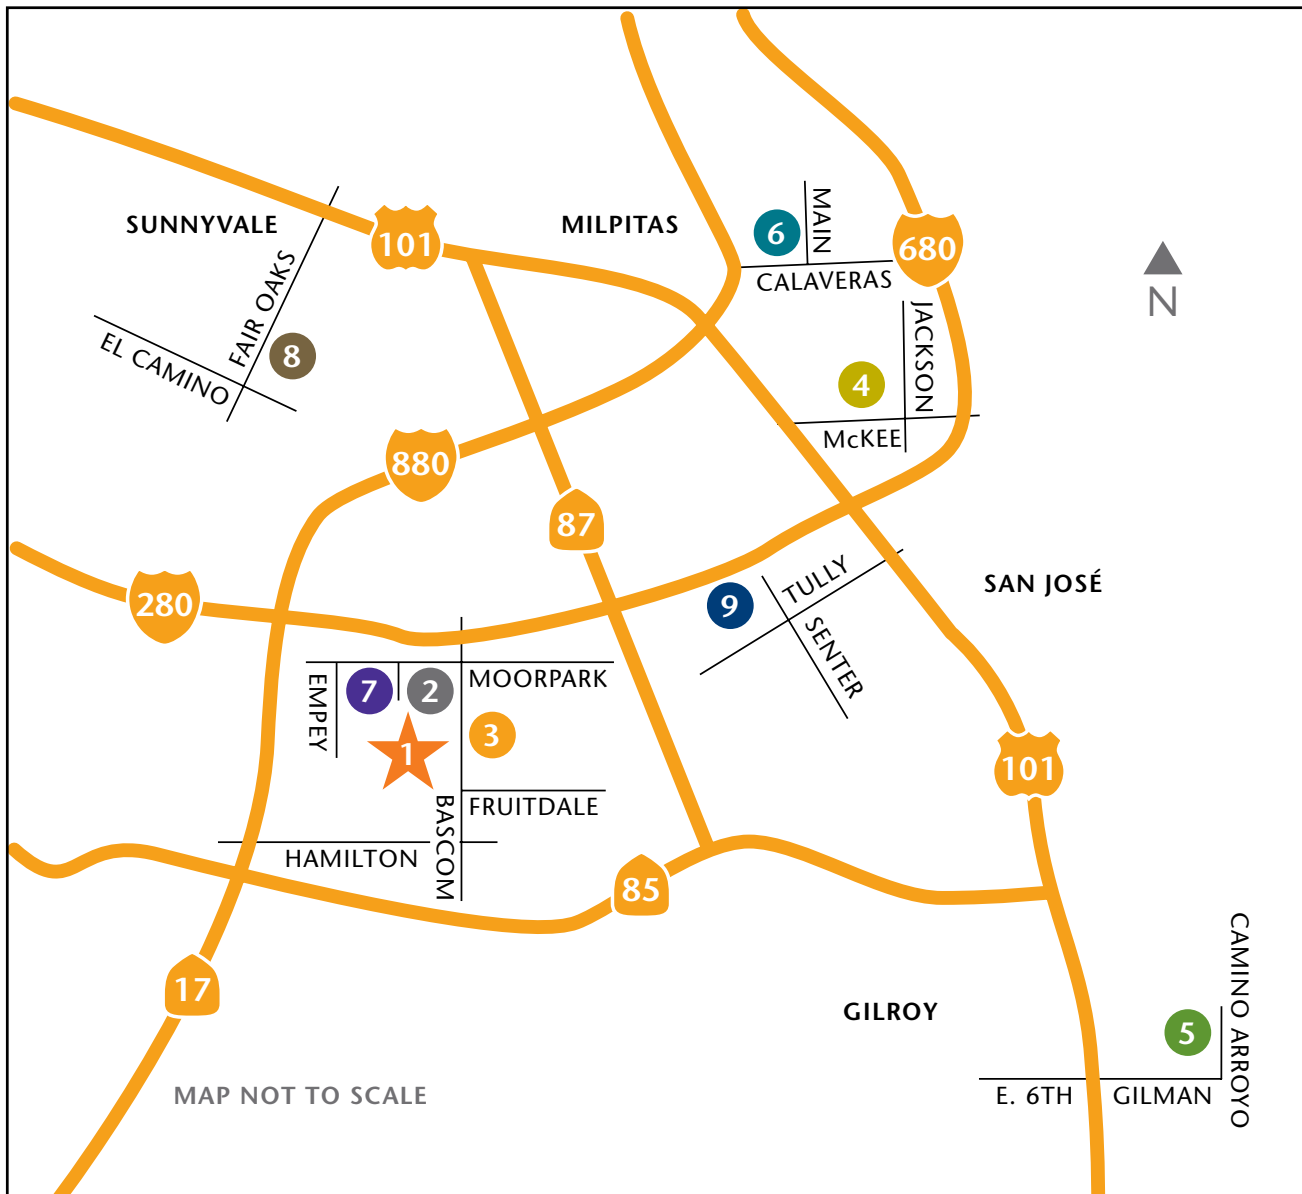 SUNNYVALE
101
MILPITAS
6
MAIN
680
CALAVERAS
N
FAIR OAKS
8
EL CAMINO
JACKSON
4
McKEE
880
87
280
TULLY
9
SENTER
SAN JOSÉ
MOORPARK
EMPEY
7
2
3
1
101
BASCOM
FRUITDALE
HAMILTON
85
17
GILROY
CAMINO ARROYO
5
E. 6TH
GILMAN
MAP NOT TO SCALE